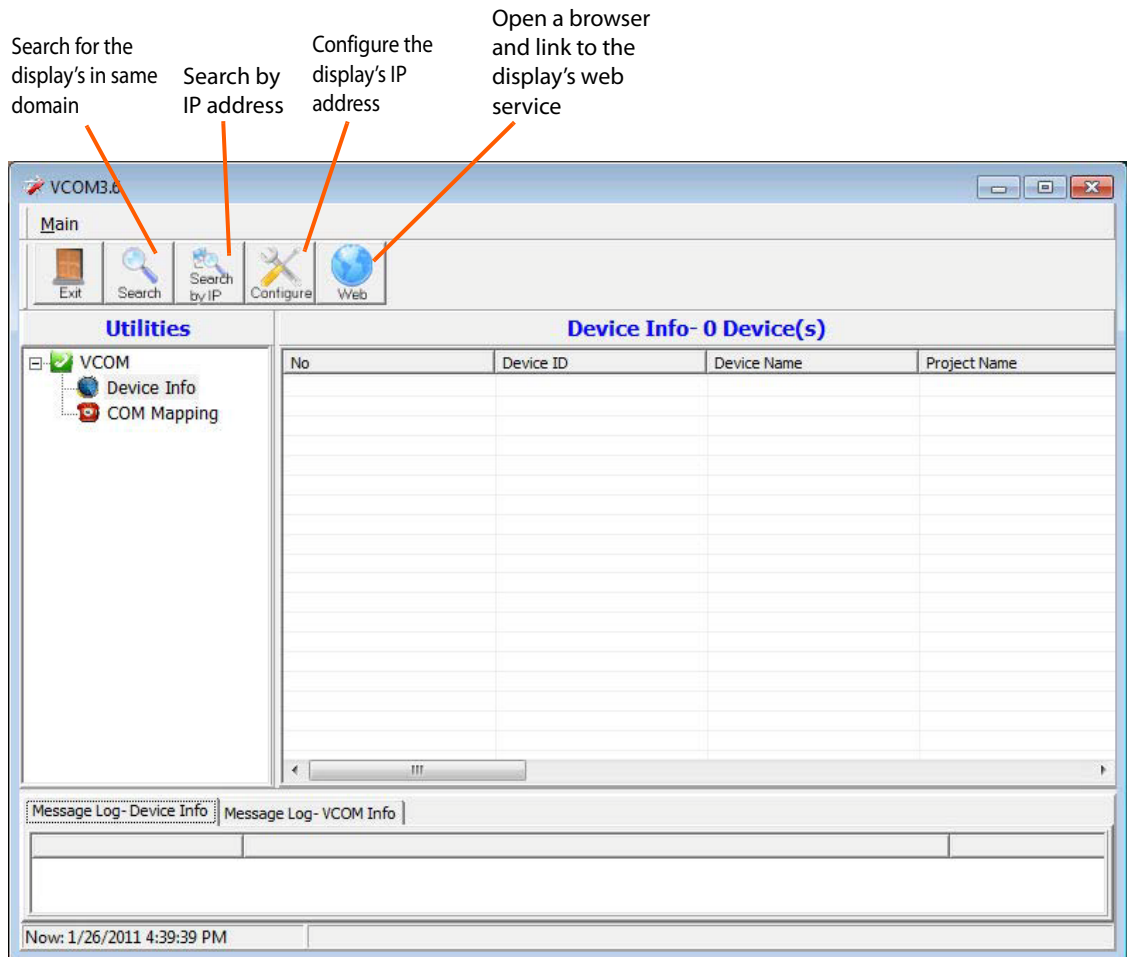 Open a browser
and link to the
display's web
service
Search for the
display's in same
domain
Search by
IP address
Configure the
display's IP
address
VCOM3.6
Main
Exit
Search
Search
by IP
Configure
Web
Utilities
Device Info- 0 Device(s)
VCOM
Device Info
COM Mapping
No
Device ID
Device Name
Project Name
Message Log- Device Info
Message Log- VCOM Info
Now: 1/26/2011 4:39:39 PM